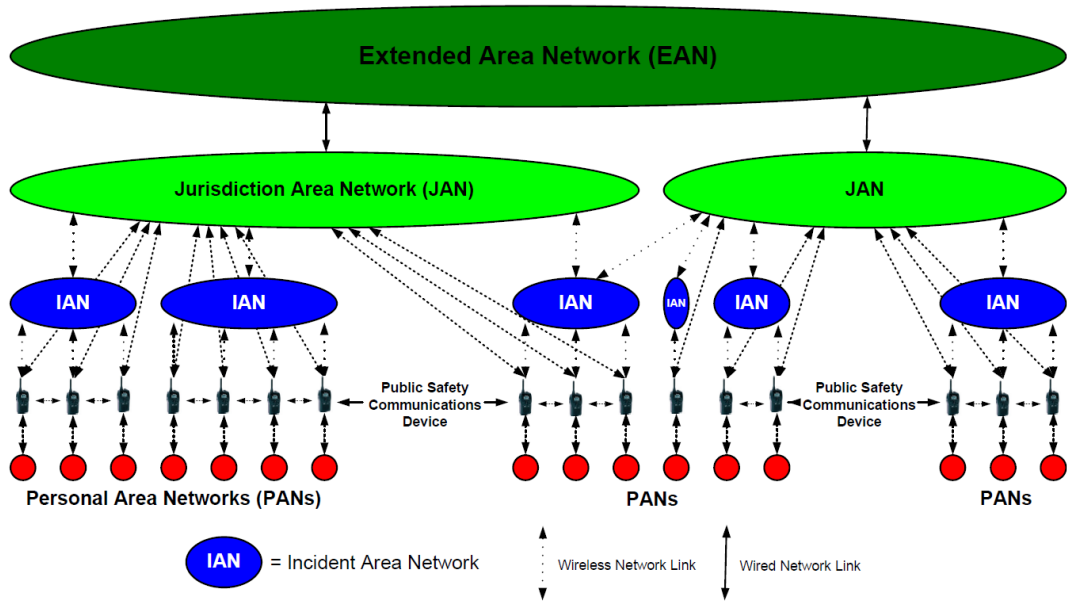 Extended Area Network (EAN)
Jurisdiction Area Network (JAN)
JAN
IAN
IAN
IAN
IAN
IAN
IAN
Public Safety
Communications
Device
Public Safety
Communications
Device
Personal Area Networks (PANs)
PANs
PANs
IAN
= Incident Area Network
Wireless Network Link
Wired Network Link